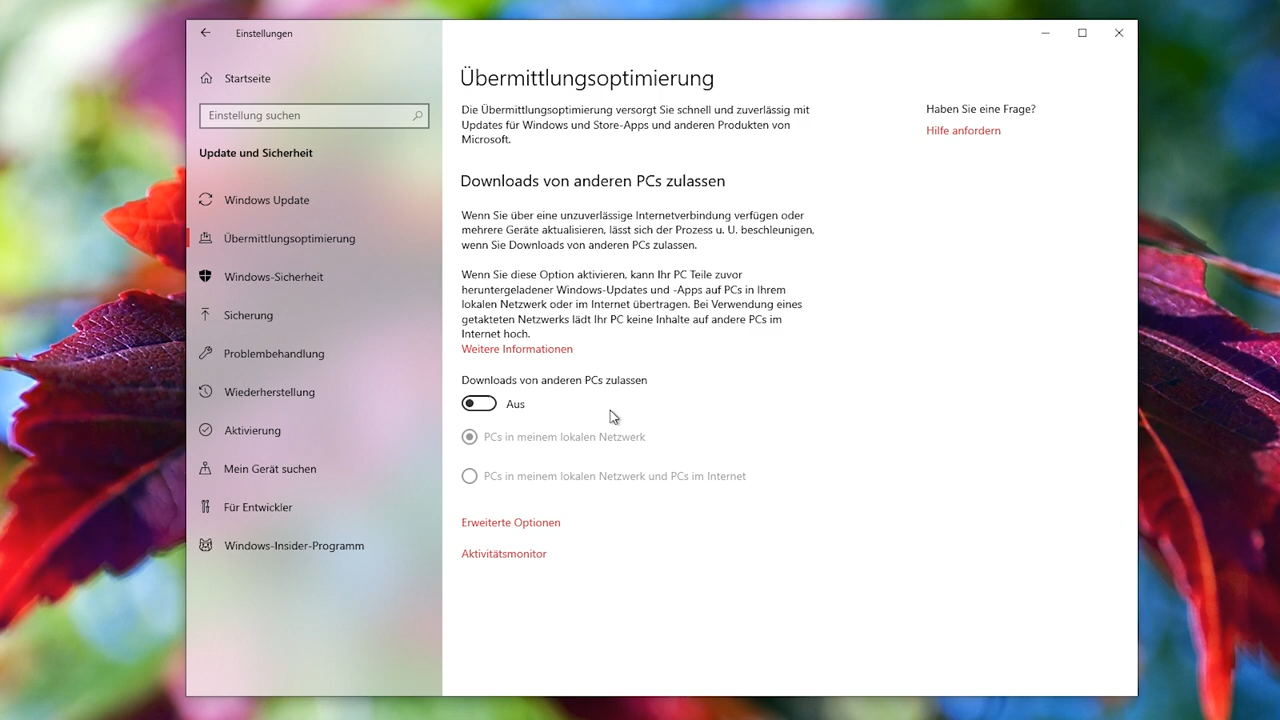 Einstellungen
Startseite
Einstellung suchen
Update und Sicherheit
Windows Update
Übermittlungsoptimierung
Windows-Sicherheit
Sicherung
Problembehandlung
Wiederherstellung
Aktivierung
Mein Gerät suchen
Für Entwickler
Windows-Insider-Programm
Übermittlungsoptimierung
Die Übermittlungsoptimierung versorgt Sie schnell und zuverlässig mit
Updates für Windows und Store-Apps und anderen Produkten von
Microsoft.
Downloads von anderen PCs zulassen
Wenn Sie über eine unzuverlässige Internetverbindung verfügen oder
mehrere Geräte aktualisieren, lässt sich der Prozess u. U. beschleunigen,
wenn Sie Downloads von anderen PCs zulassen.
Wenn Sie diese Option aktivieren, kann Ihr PC Teile zuvor
heruntergeladener Windows-Updates und -Apps auf PCs in Ihrem
lokalen Netzwerk oder im Internet übertragen. Bei Verwendung eines
getakteten Netzwerks lädt Ihr PC keine Inhalte auf andere PCs im
Internet hoch.
Weitere Informationen
Downloads von anderen PCs zulassen
Aus
PCs in meinem lokalen Netzwerk
PCs in meinem lokalen Netzwerk und PCs im Internet
Erweiterte Optionen
Aktivitätsmonitor
Haben Sie eine Frage?
Hilfe anfordern